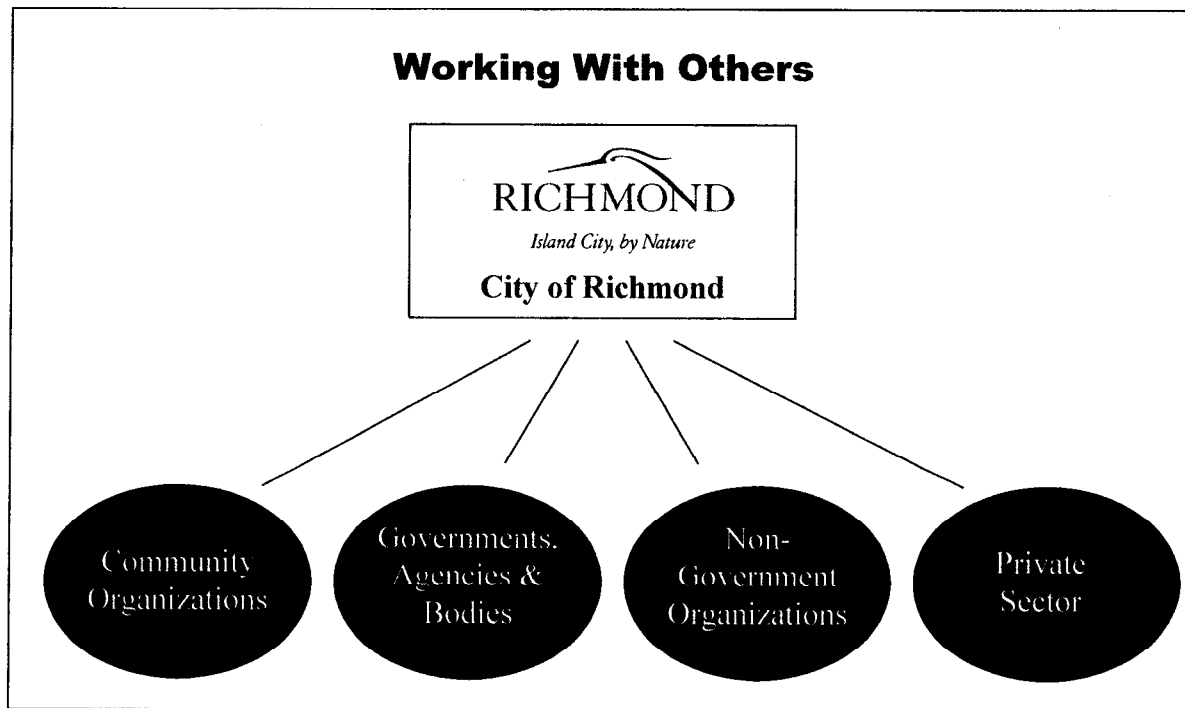 Working With Others
RICHMOND
Island City, by Nature
City of Richmond
Community
Organizations
Governments,
Agencies &
Bodies
Non-
Government
Organizations
Private
Sector